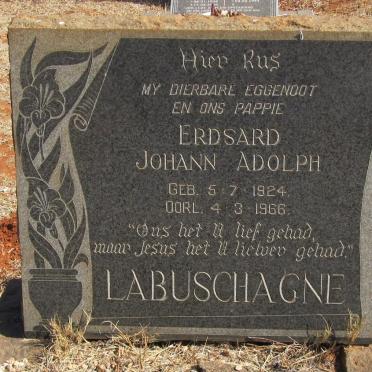 Hier Rus
MY DIERBARE EGGENOOT
EN ONS PAPPIE
ERDSARD
JOHANN ADOLPH
GEB. 5-7-1924.
OORL. 4-3-1966.
"Ons het U lief gehad,
maar Jesus het U liewer gehad."
LABUSCHAGNE